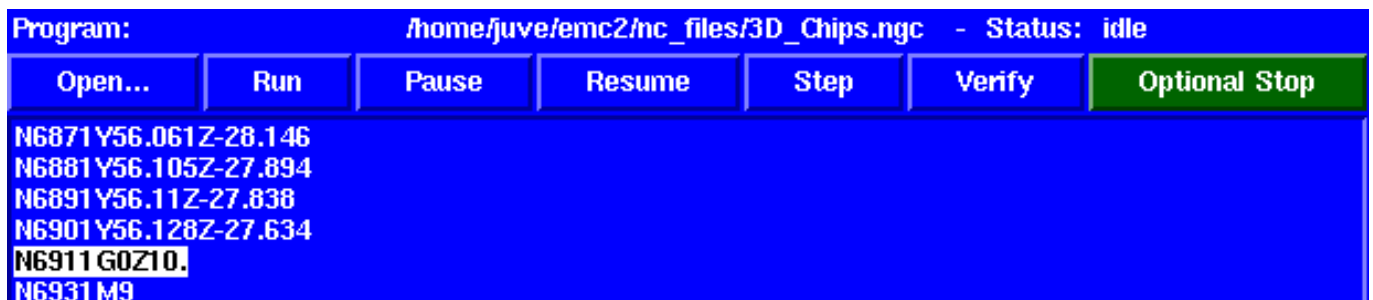 Program: /home/juve/emc2/nc_files/3D_Chips.ngc - Status: idle
Open... Run Pause Resume Step Verify Optional Stop
N6871Y56.061Z-28.146
N6881Y56.105Z-27.894
N6891Y56.11Z-27.838
N6901Y56.128Z-27.634
N6911G0Z10.
N6931M9